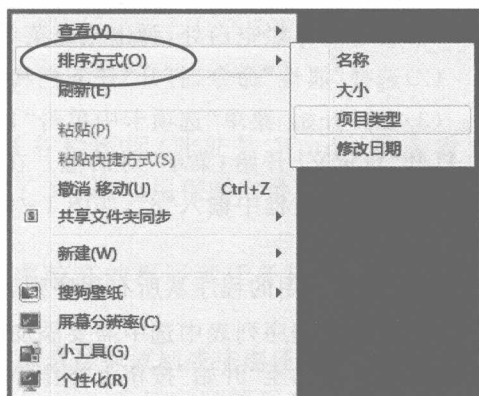 查看(V)
排序方式(O)
刷新(E)
粘贴(P)
粘贴快捷方式(S)
撤消 移动(U) Ctrl+Z
共享文件夹同步
新建(W)
搜狗壁纸
屏幕分辨率(C)
小工具(G)
个性化(R)
名称
大小
项目类型
修改日期